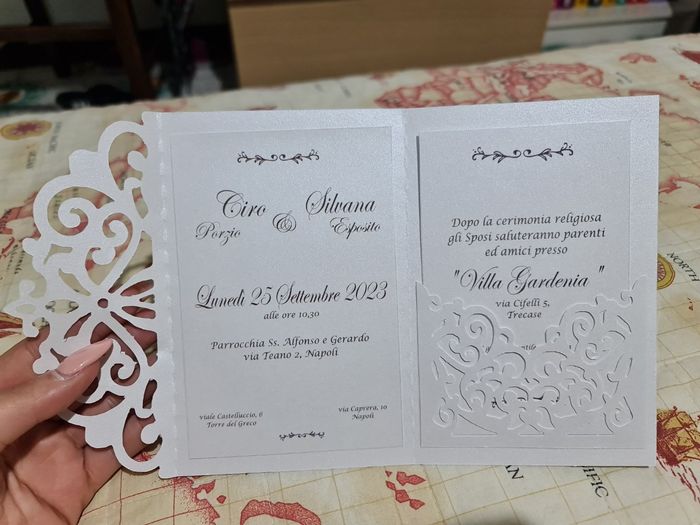 Ciro & Silvana
Porzio Esposito
Lunedì 25 Settembre 2023
alle ore 10,30
Parrocchia Ss. Alfonso e Gerardo
via Teano 2, Napoli
viale Castelluccio, 6
Torre del Greco
via Caprera, 10
Napoli
Dopo la cerimonia religiosa
gli Sposi saluteranno parenti
ed amici presso
"Villa Gardenia "
via Cifelli 5,
Trecase
NORTH
PACIFIC